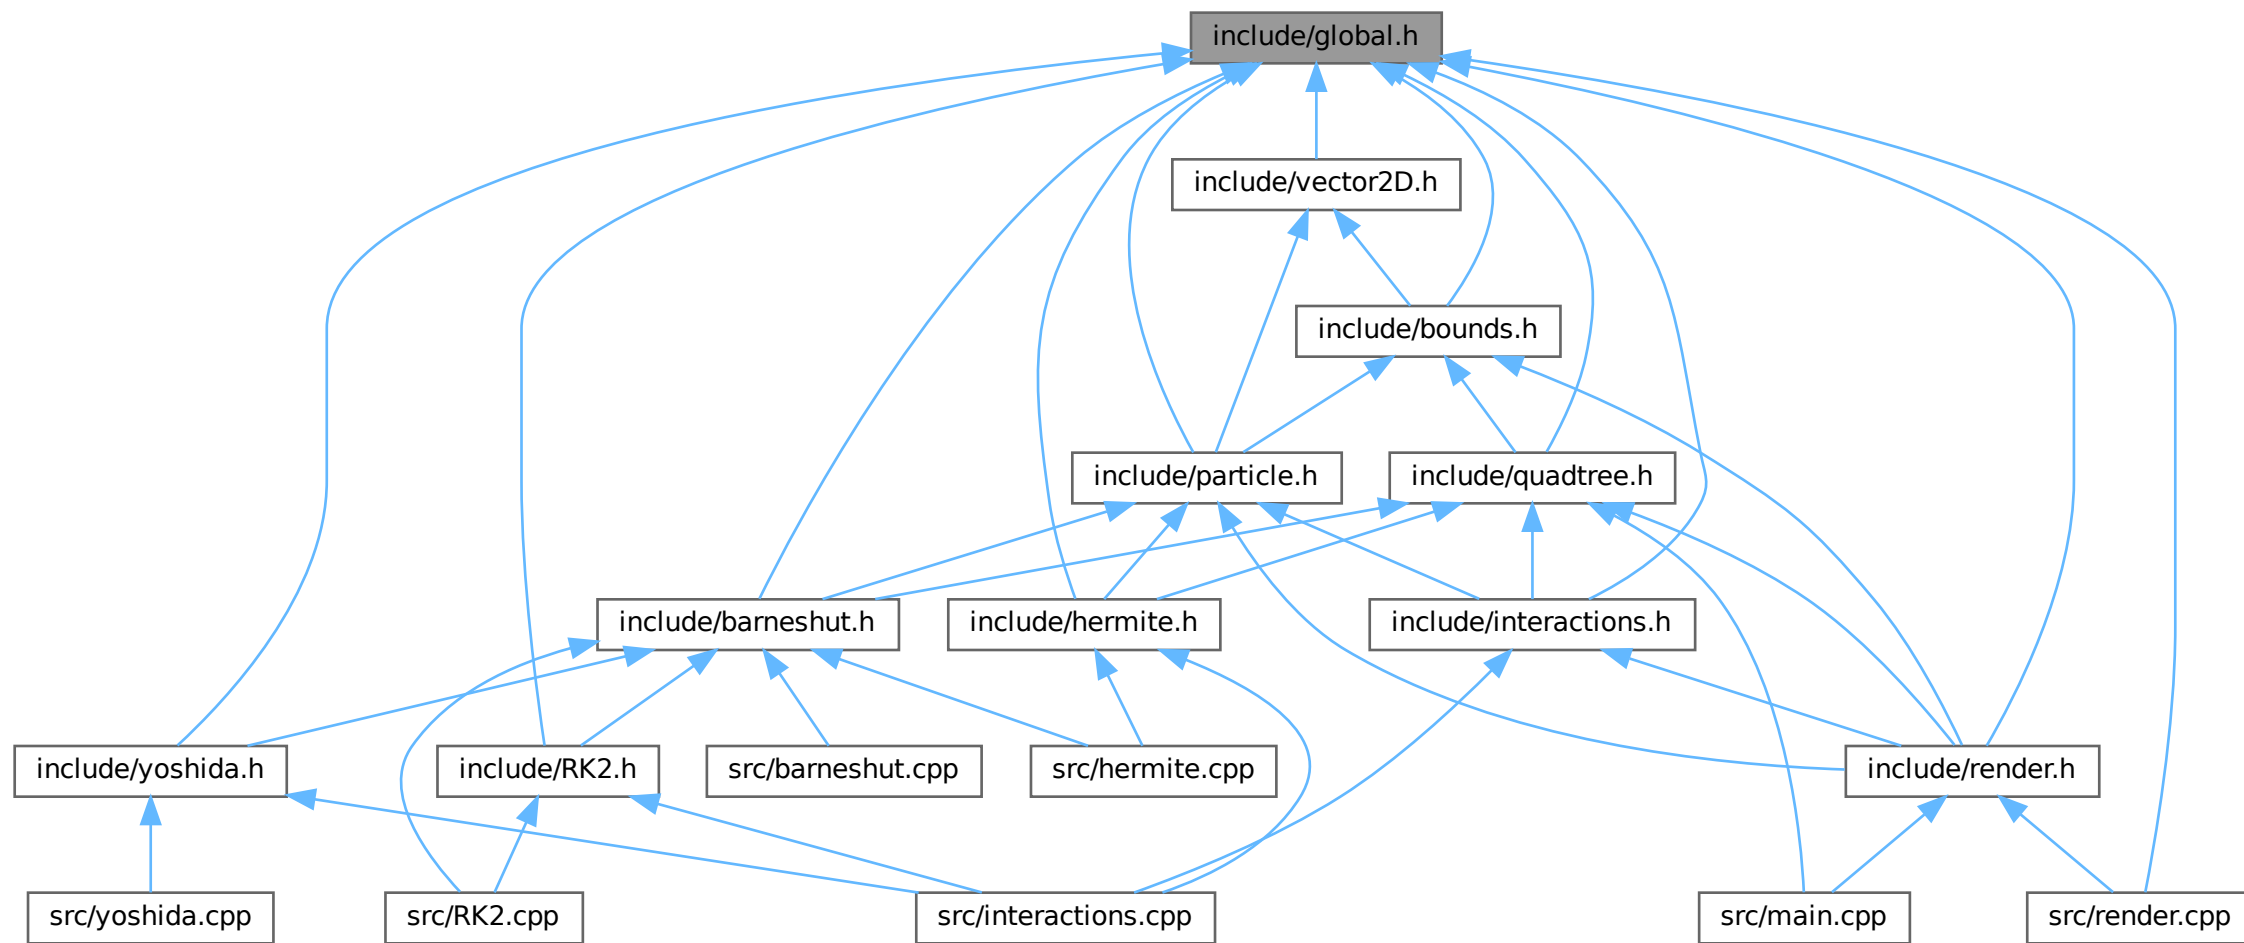 include/global.h
include/vector2D.h
include/bounds.h
include/particle.h
include/quadtree.h
include/barneshut.h
include/hermite.h
include/interactions.h
include/yoshida.h
include/RK2.h
src/barneshut.cpp
src/hermite.cpp
include/render.h
src/yoshida.cpp
src/RK2.cpp
src/interactions.cpp
src/main.cpp
src/render.cpp